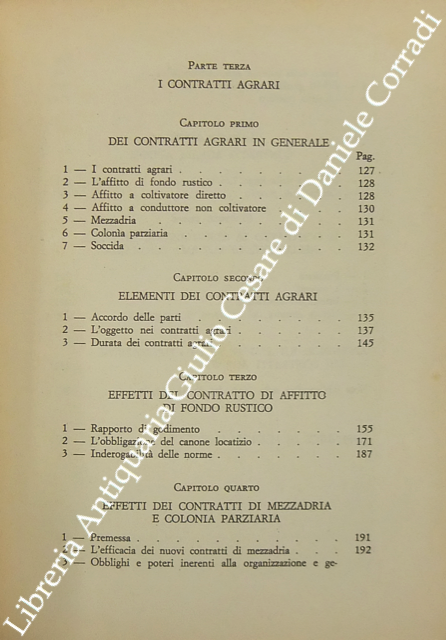 PARTE TERZA
I CONTRATTI AGRARI
CAPITOLO PRIMO
DEI CONTRATTI AGRARI IN GENERALE
Pag.
1 — I contratti agrari . . . . . . . . . 127
2 — L'affitto di fondo rustico . . . . . . . 128
3 — Affitto a coltivatore diretto . . . . . . 128
4 — Affitto a conduttore non coltivatore . . . . 130
5 — Mezzadria . . . . . . . . . . 131
6 — Colonìa parziaria . . . . . . . . . 131
7 — Soccida . . . . . . . . . . . 132
CAPITOLO SECONDO
ELEMENTI DEI CONTRATTI AGRARI
1 — Accordo delle parti . . . . . . . . 135
2 — L'oggetto nei contratti agrari . . . . . . 137
3 — Durata dei contratti agrari . . . . . . . 145
CAPITOLO TERZO
EFFETTI DEL CONTRATTO DI AFFITTO
DI FONDO RUSTICO
1 — Rapporto di godimento . . . . . . . 155
2 — L'obbligazione del canone locatizio . . . . . 171
3 — Inderogabilità delle norme . . . . . . . 187
CAPITOLO QUARTO
EFFETTI DEI CONTRATTI DI MEZZADRIA
E COLONIA PARZIARIA
1 — Premessa . . . . . . . . . . . 191
2 — L'efficacia dei nuovi contratti di mezzadria . . . 192
3 — Obblighi e poteri inerenti alla organizzazione e ge-
Libreria Antiquaria Giulio Cesare di Daniele Corradi